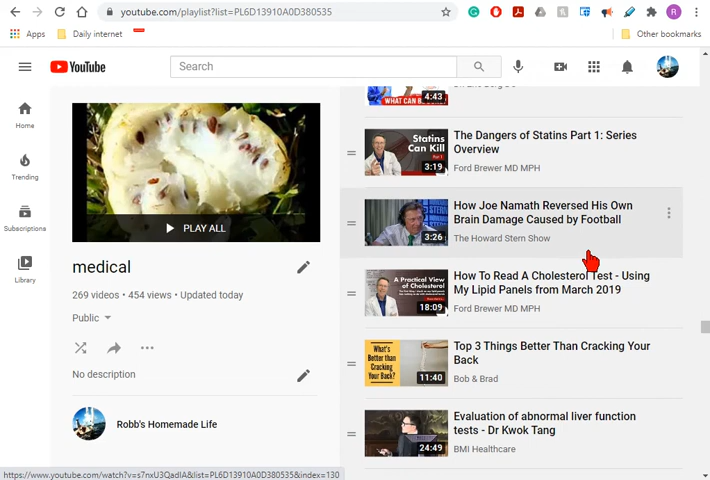 youtube.com/playlist?list=PL6D13910A0D380535
R
Apps
Daily internet
Other bookmarks
YouTube
Search
Home
Trending
Subscriptions
Library
PLAY ALL
medical
269 videos • 454 views • Updated today
Public
No description
Robb's Homemade Life
WHAT CAN
4:43
Statins
Can Kill
Part 1
3:19
The Dangers of Statins Part 1: Series
Overview
Ford Brewer MD MPH
3:26
How Joe Namath Reversed His Own
Brain Damage Caused by Football
The Howard Stern Show
A Practical View
of Cholesterol
18:09
How To Read A Cholesterol Test - Using
My Lipid Panels from March 2019
Ford Brewer MD MPH
What's
Better than
Cracking
Your
Back?
11:40
Top 3 Things Better Than Cracking Your
Back
Bob & Brad
24:49
Evaluation of abnormal liver function
tests - Dr Kwok Tang
BMI Healthcare
https://www.youtube.com/watch?v=s7nxU3QadIA&list=PL6D13910A0D380535&index=130